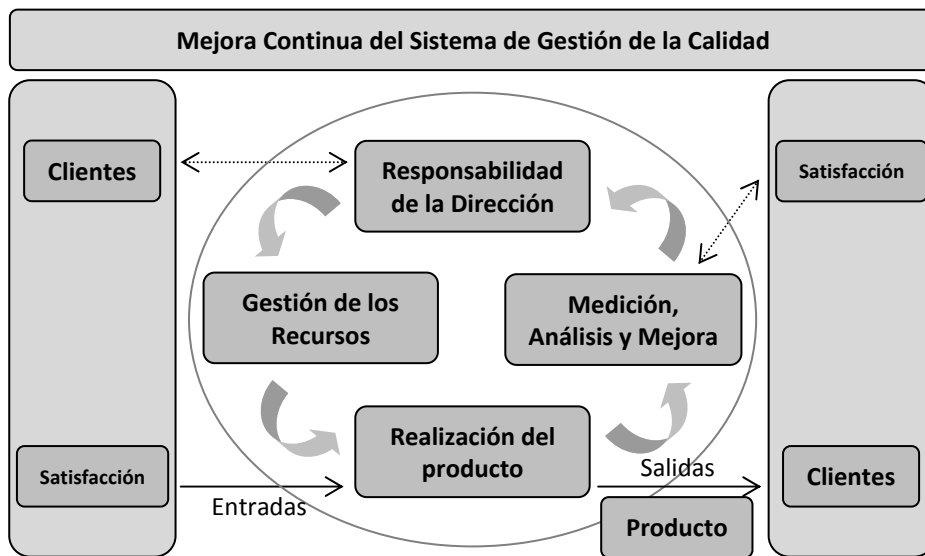 Mejora Continua del Sistema de Gestión de la Calidad
Clientes
Responsabilidad
de la Dirección
Satisfacción
Gestión de los
Recursos
Medición,
Análisis y Mejora
Realización del
producto
Satisfacción
Entradas
Salidas
Producto
Clientes